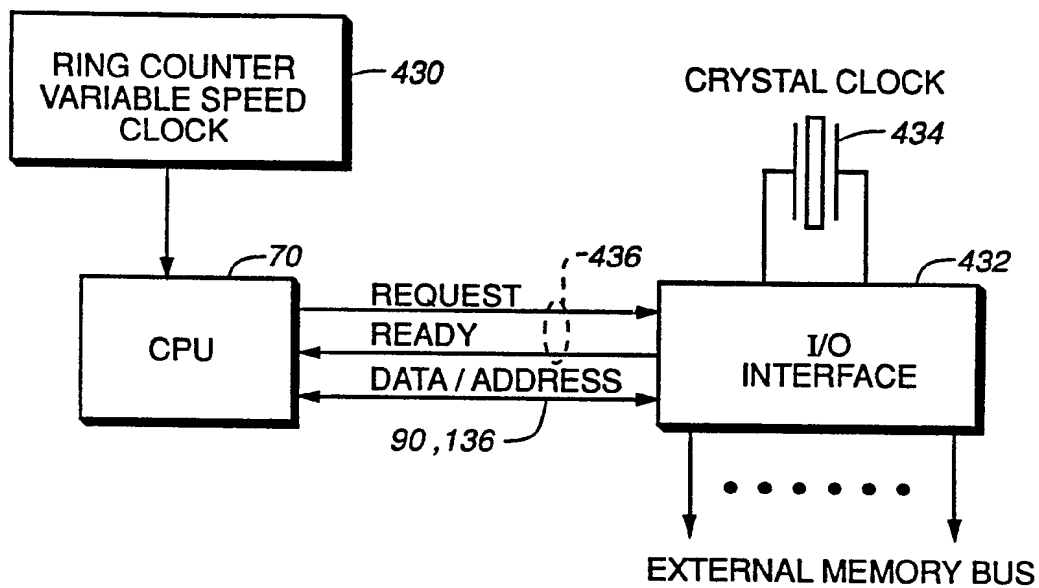 RING COUNTER
VARIABLE SPEED
CLOCK
430
CRYSTAL CLOCK
434
70
436
432
CPU
REQUEST
READY
DATA / ADDRESS
90 ,136
I/O
INTERFACE
EXTERNAL MEMORY BUS